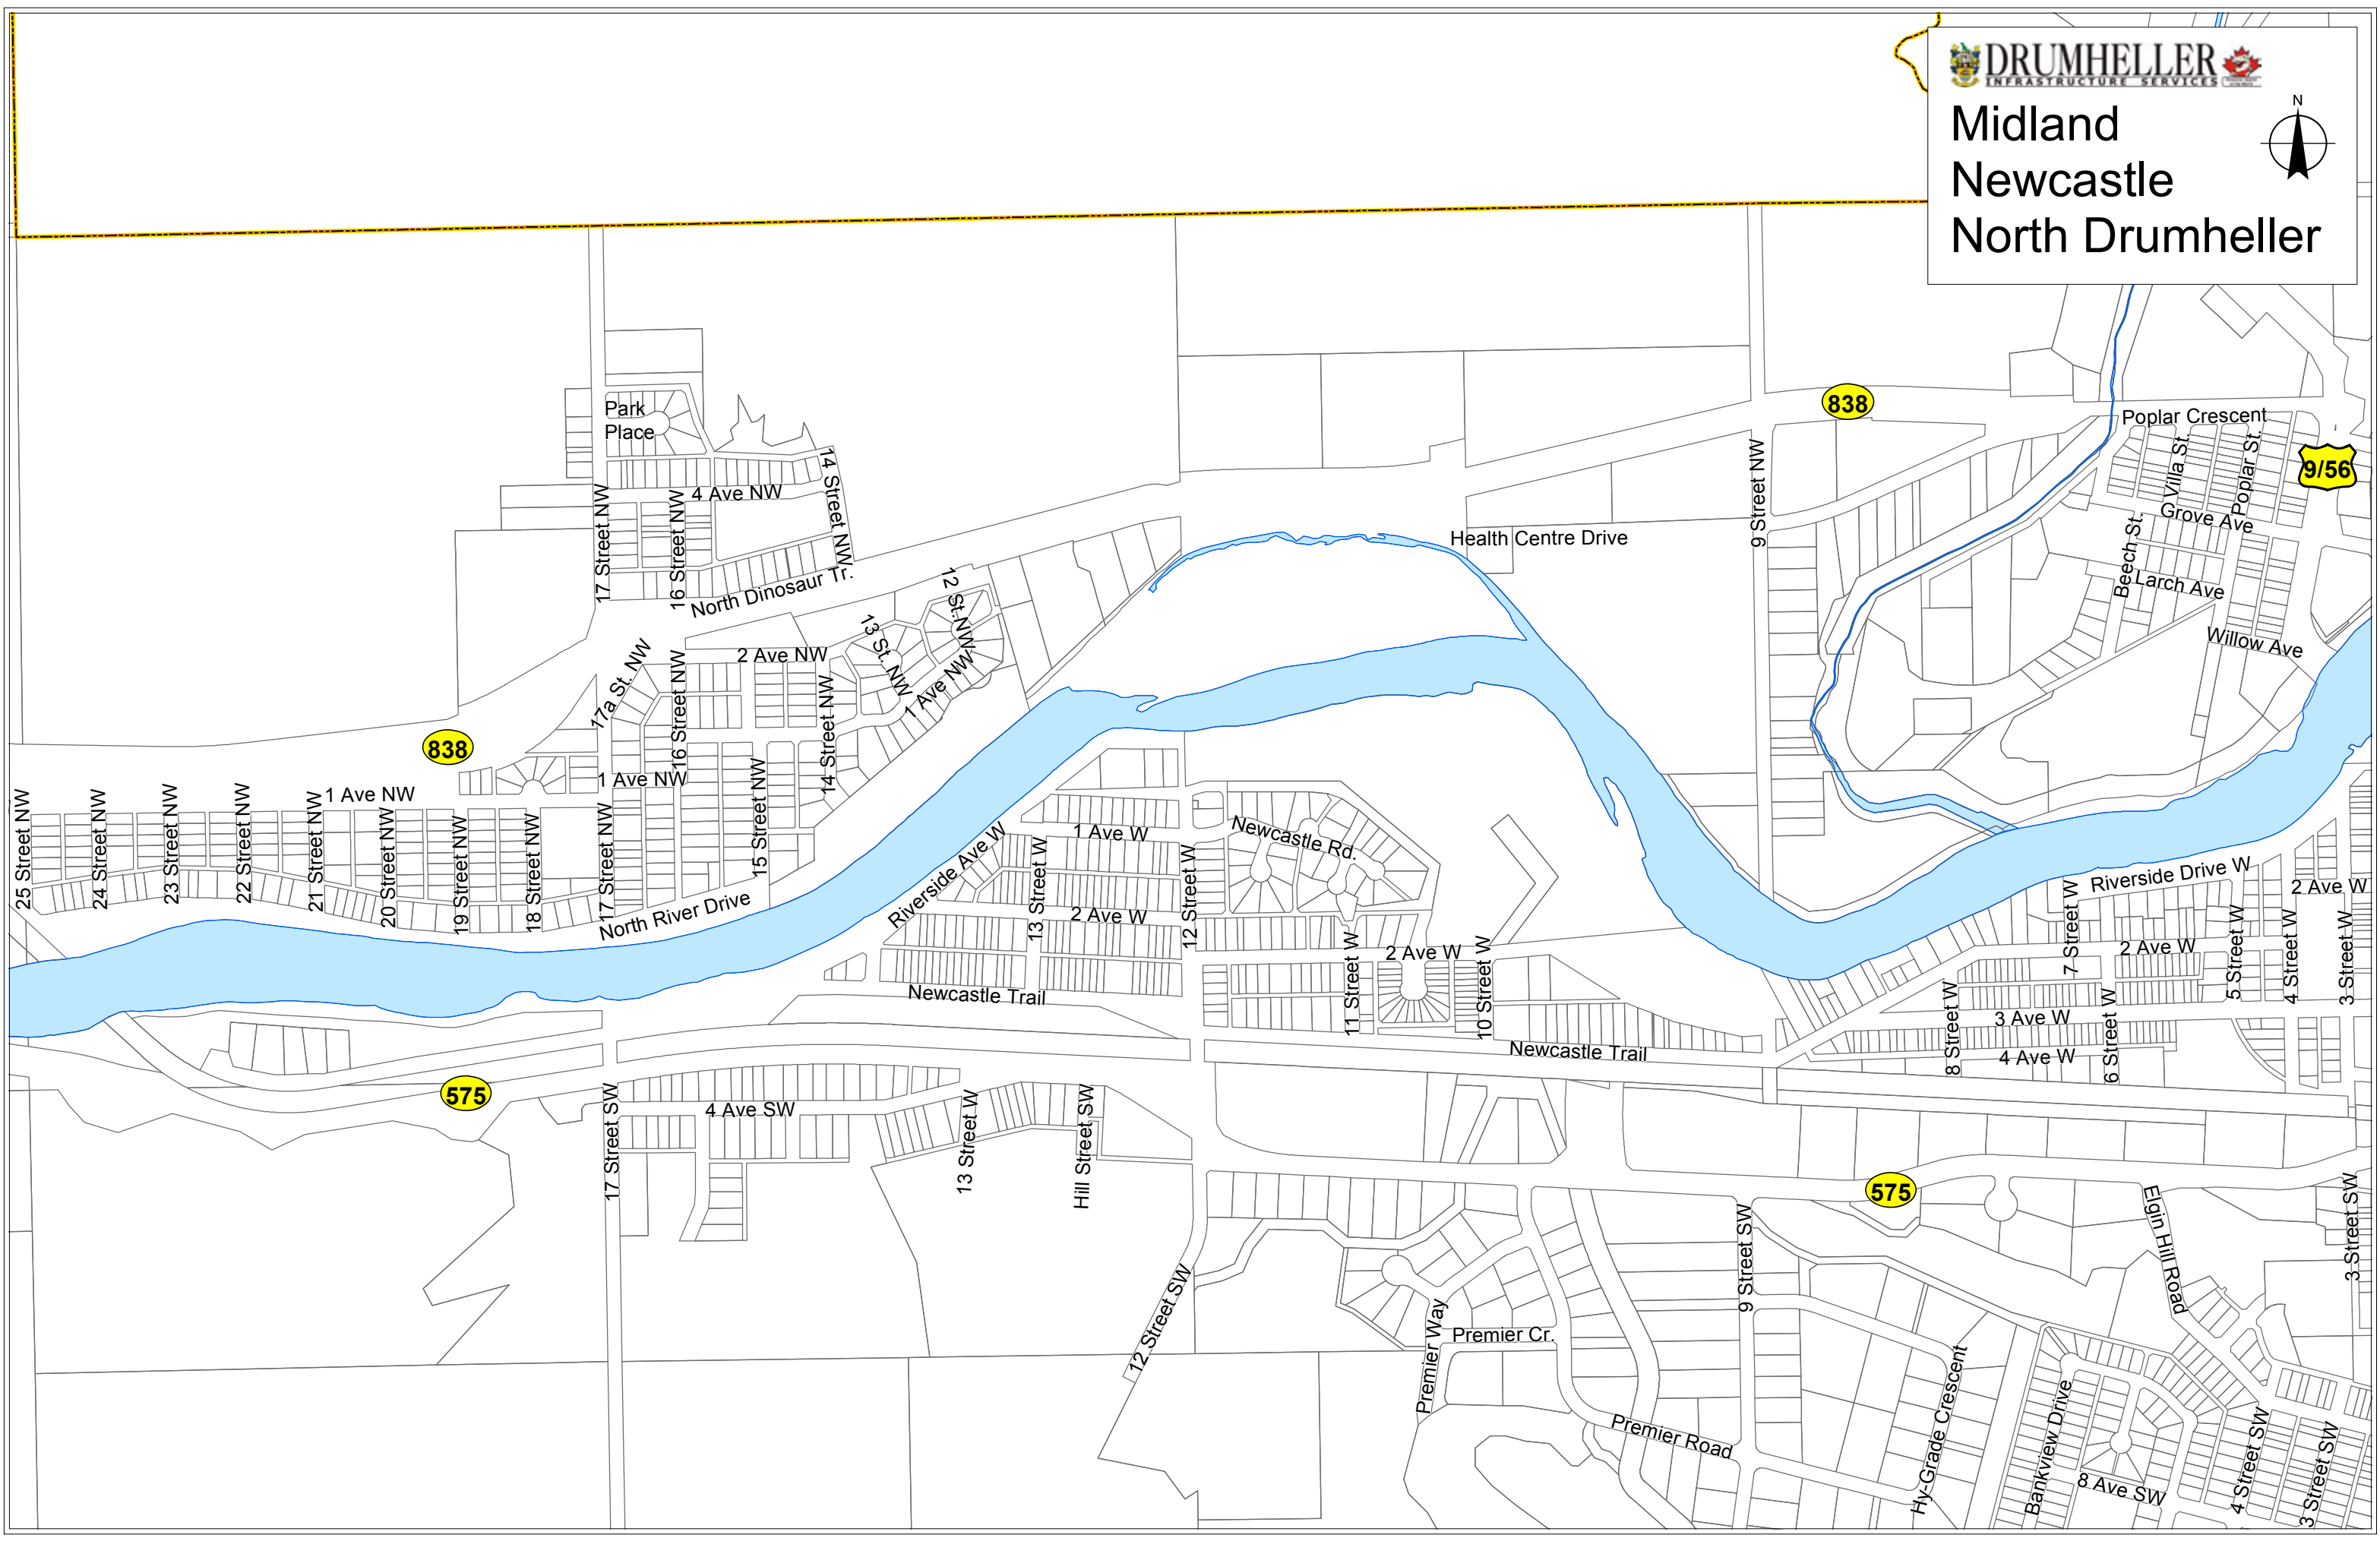 DRUMHELLER
INFRASTRUCTURE SERVICES
N
Midland
Newcastle
North Drumheller
838
Poplar Crescent
Park
Place
Villa St.
Poplar St.
9/56
14 Street NW
4 Ave NW
9 Street NW
17 Street NW
16 Street NW
Grove Ave
Health Centre Drive
Beech St.
North Dinosaur Tr.
Larch Ave
12 St. NW
13 St. NW
Willow Ave
17a St. NW
2 Ave NW
16 Street NW
14 Street NW
1 Ave NW
838
1 Ave NW
1 Ave NW
25 Street NW
24 Street NW
23 Street NW
22 Street NW
21 Street NW
20 Street NW
19 Street NW
18 Street NW
17 Street NW
15 Street NW
North River Drive
Riverside Ave W
1 Ave W
Newcastle Rd.
13 Street W
12 Street W
2 Ave W
Riverside Drive W
2 Ave W
7 Street W
5 Street W
4 Street W
3 Street W
2 Ave W
2 Ave W
11 Street W
10 Street W
Newcastle Trail
8 Street W
3 Ave W
6 Street W
Newcastle Trail
4 Ave W
575
17 Street SW
4 Ave SW
13 Street W
Hill Street SW
575
Elgin Hill Road
3 Street SW
9 Street SW
12 Street SW
Premier Way
Premier Cr.
Hy-Grade Crescent
Premier Road
Bankview Drive
8 Ave SW
4 Street SW
3 Street SW